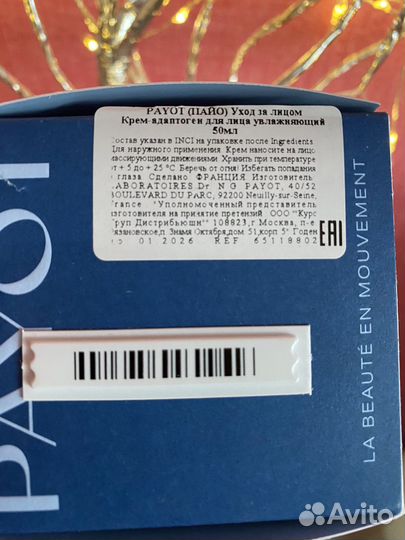 PAYOT (ПАЙО) Уход за лицом
Крем-адаптоген для лица увлажняющий
50мл
Состав указан в INCI на упаковке после Ingredients
Для наружного применения. Крем наносите на лицо
массирующими движениями. Хранить при температуре
от + 5 до + 25 °C Беречь от огня! Избегать попадания
в глаза Сделано ФРАНЦИЯ Изготовитель
LABORATOIRES Dr N G PAYOT, 40/52
BOULEVARD DU PARC, 92200 Neuilly-sur-Seine,
France "Уполномоченный представитель
изготовителя на принятие претензий ООО "Курс
Груп Дистрибьюшн"" 108823,г Москва, п-е
Рязановское,п Знамя Октября,дом 51,корп 5" Годен
до 01 2026 REF 65118802
EAC
PAYOT
LA BEAUTÉ EN MOUVEMENT
Avito